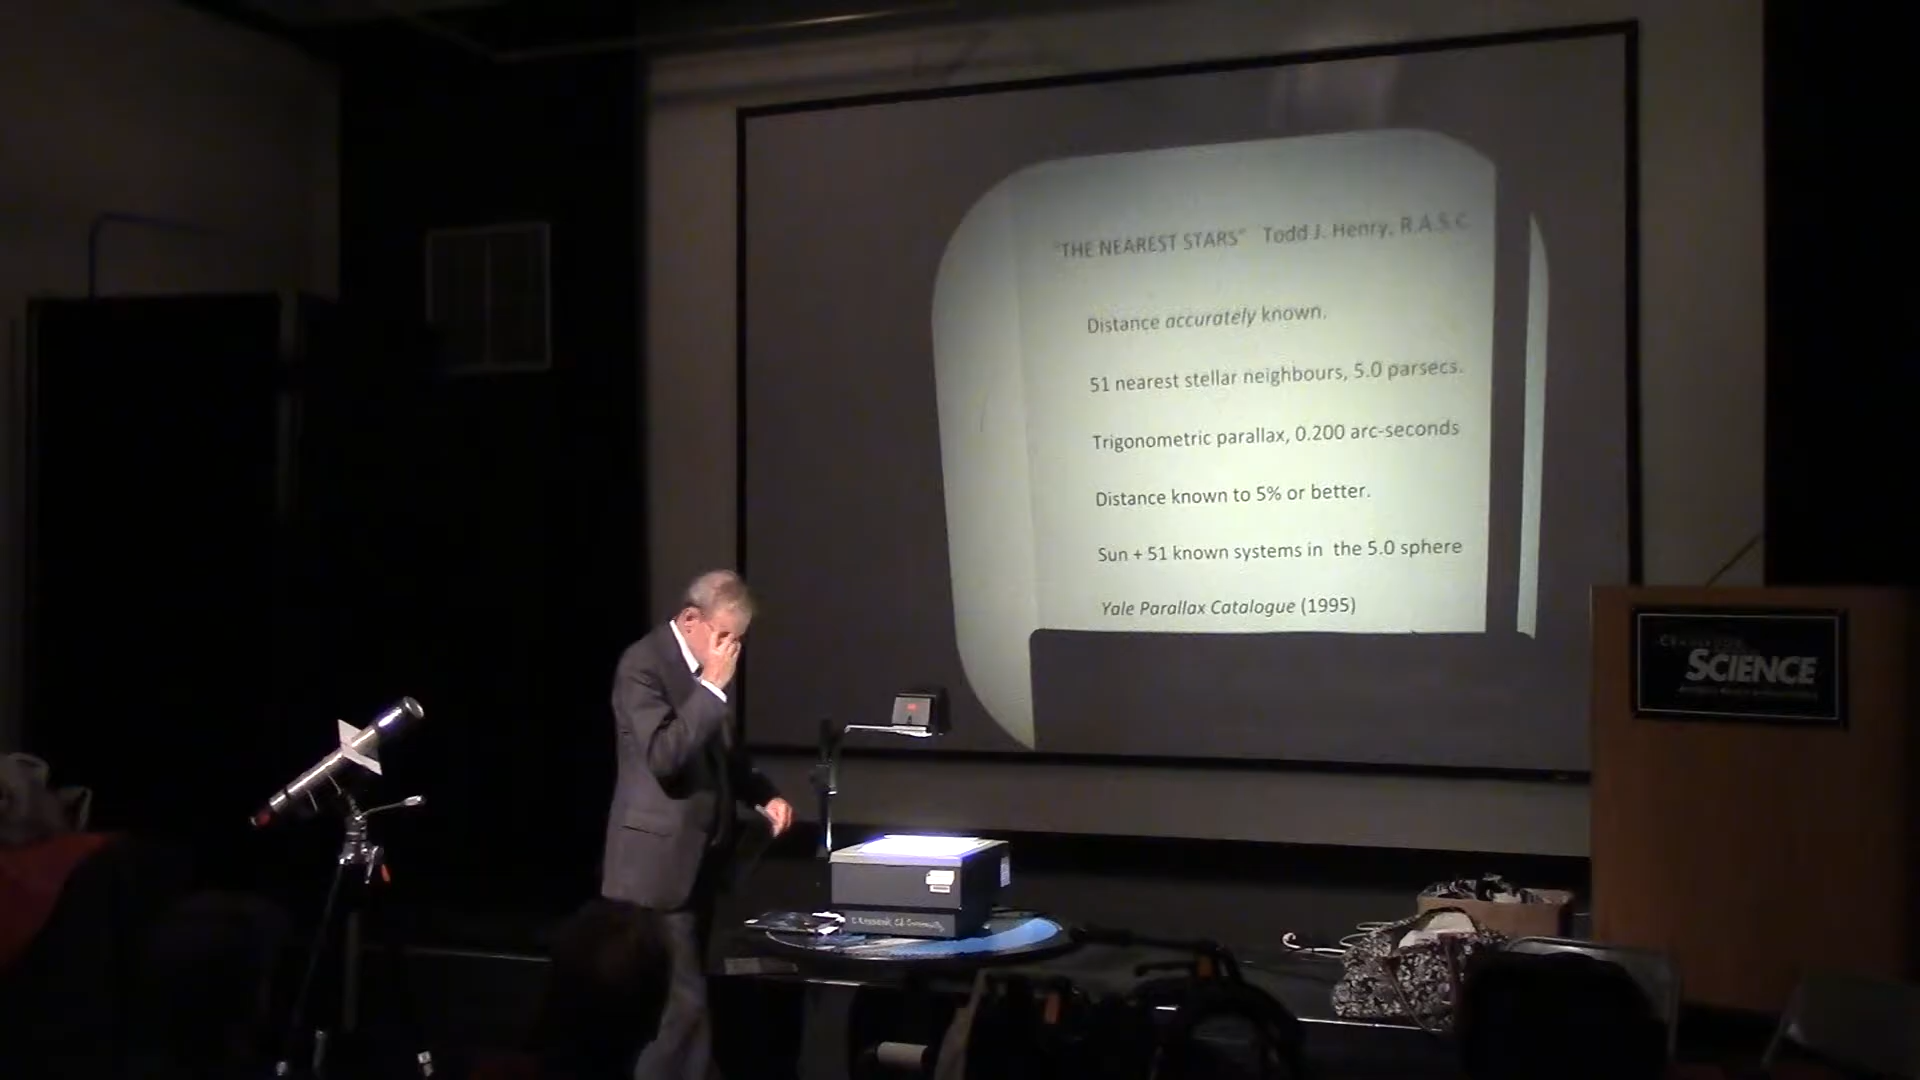 "THE NEAREST STARS" Todd J. Henry, R.A.S.C.
Distance accurately known.
51 nearest stellar neighbours, 5.0 parsecs.
Trigonometric parallax, 0.200 arc-seconds
Distance known to 5% or better.
Sun + 51 known systems in the 5.0 sphere
Yale Parallax Catalogue (1995)
SCIENCE